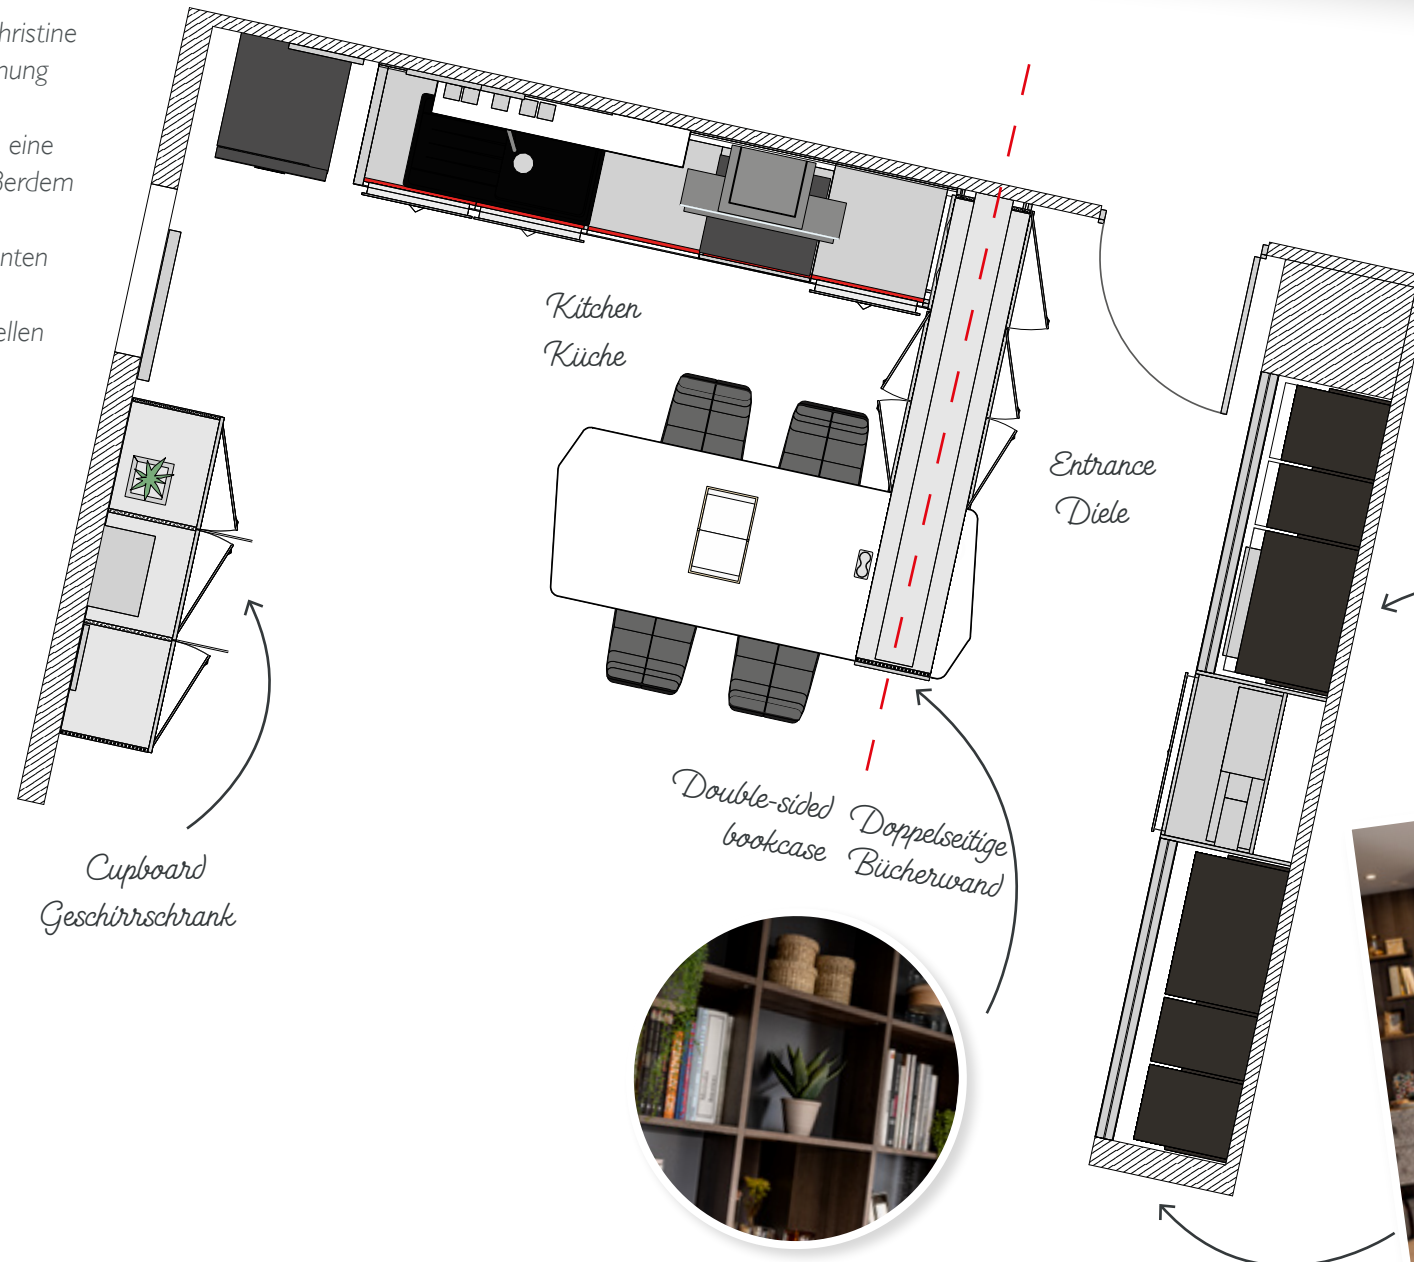 hristine
nung
eine
ßerdem
nten
ellen
Kitchen
Küche
Entrance
Diele
Double-sided
bookcase
Doppelseitige
Bücherwand
Cupboard
Geschirrschrank